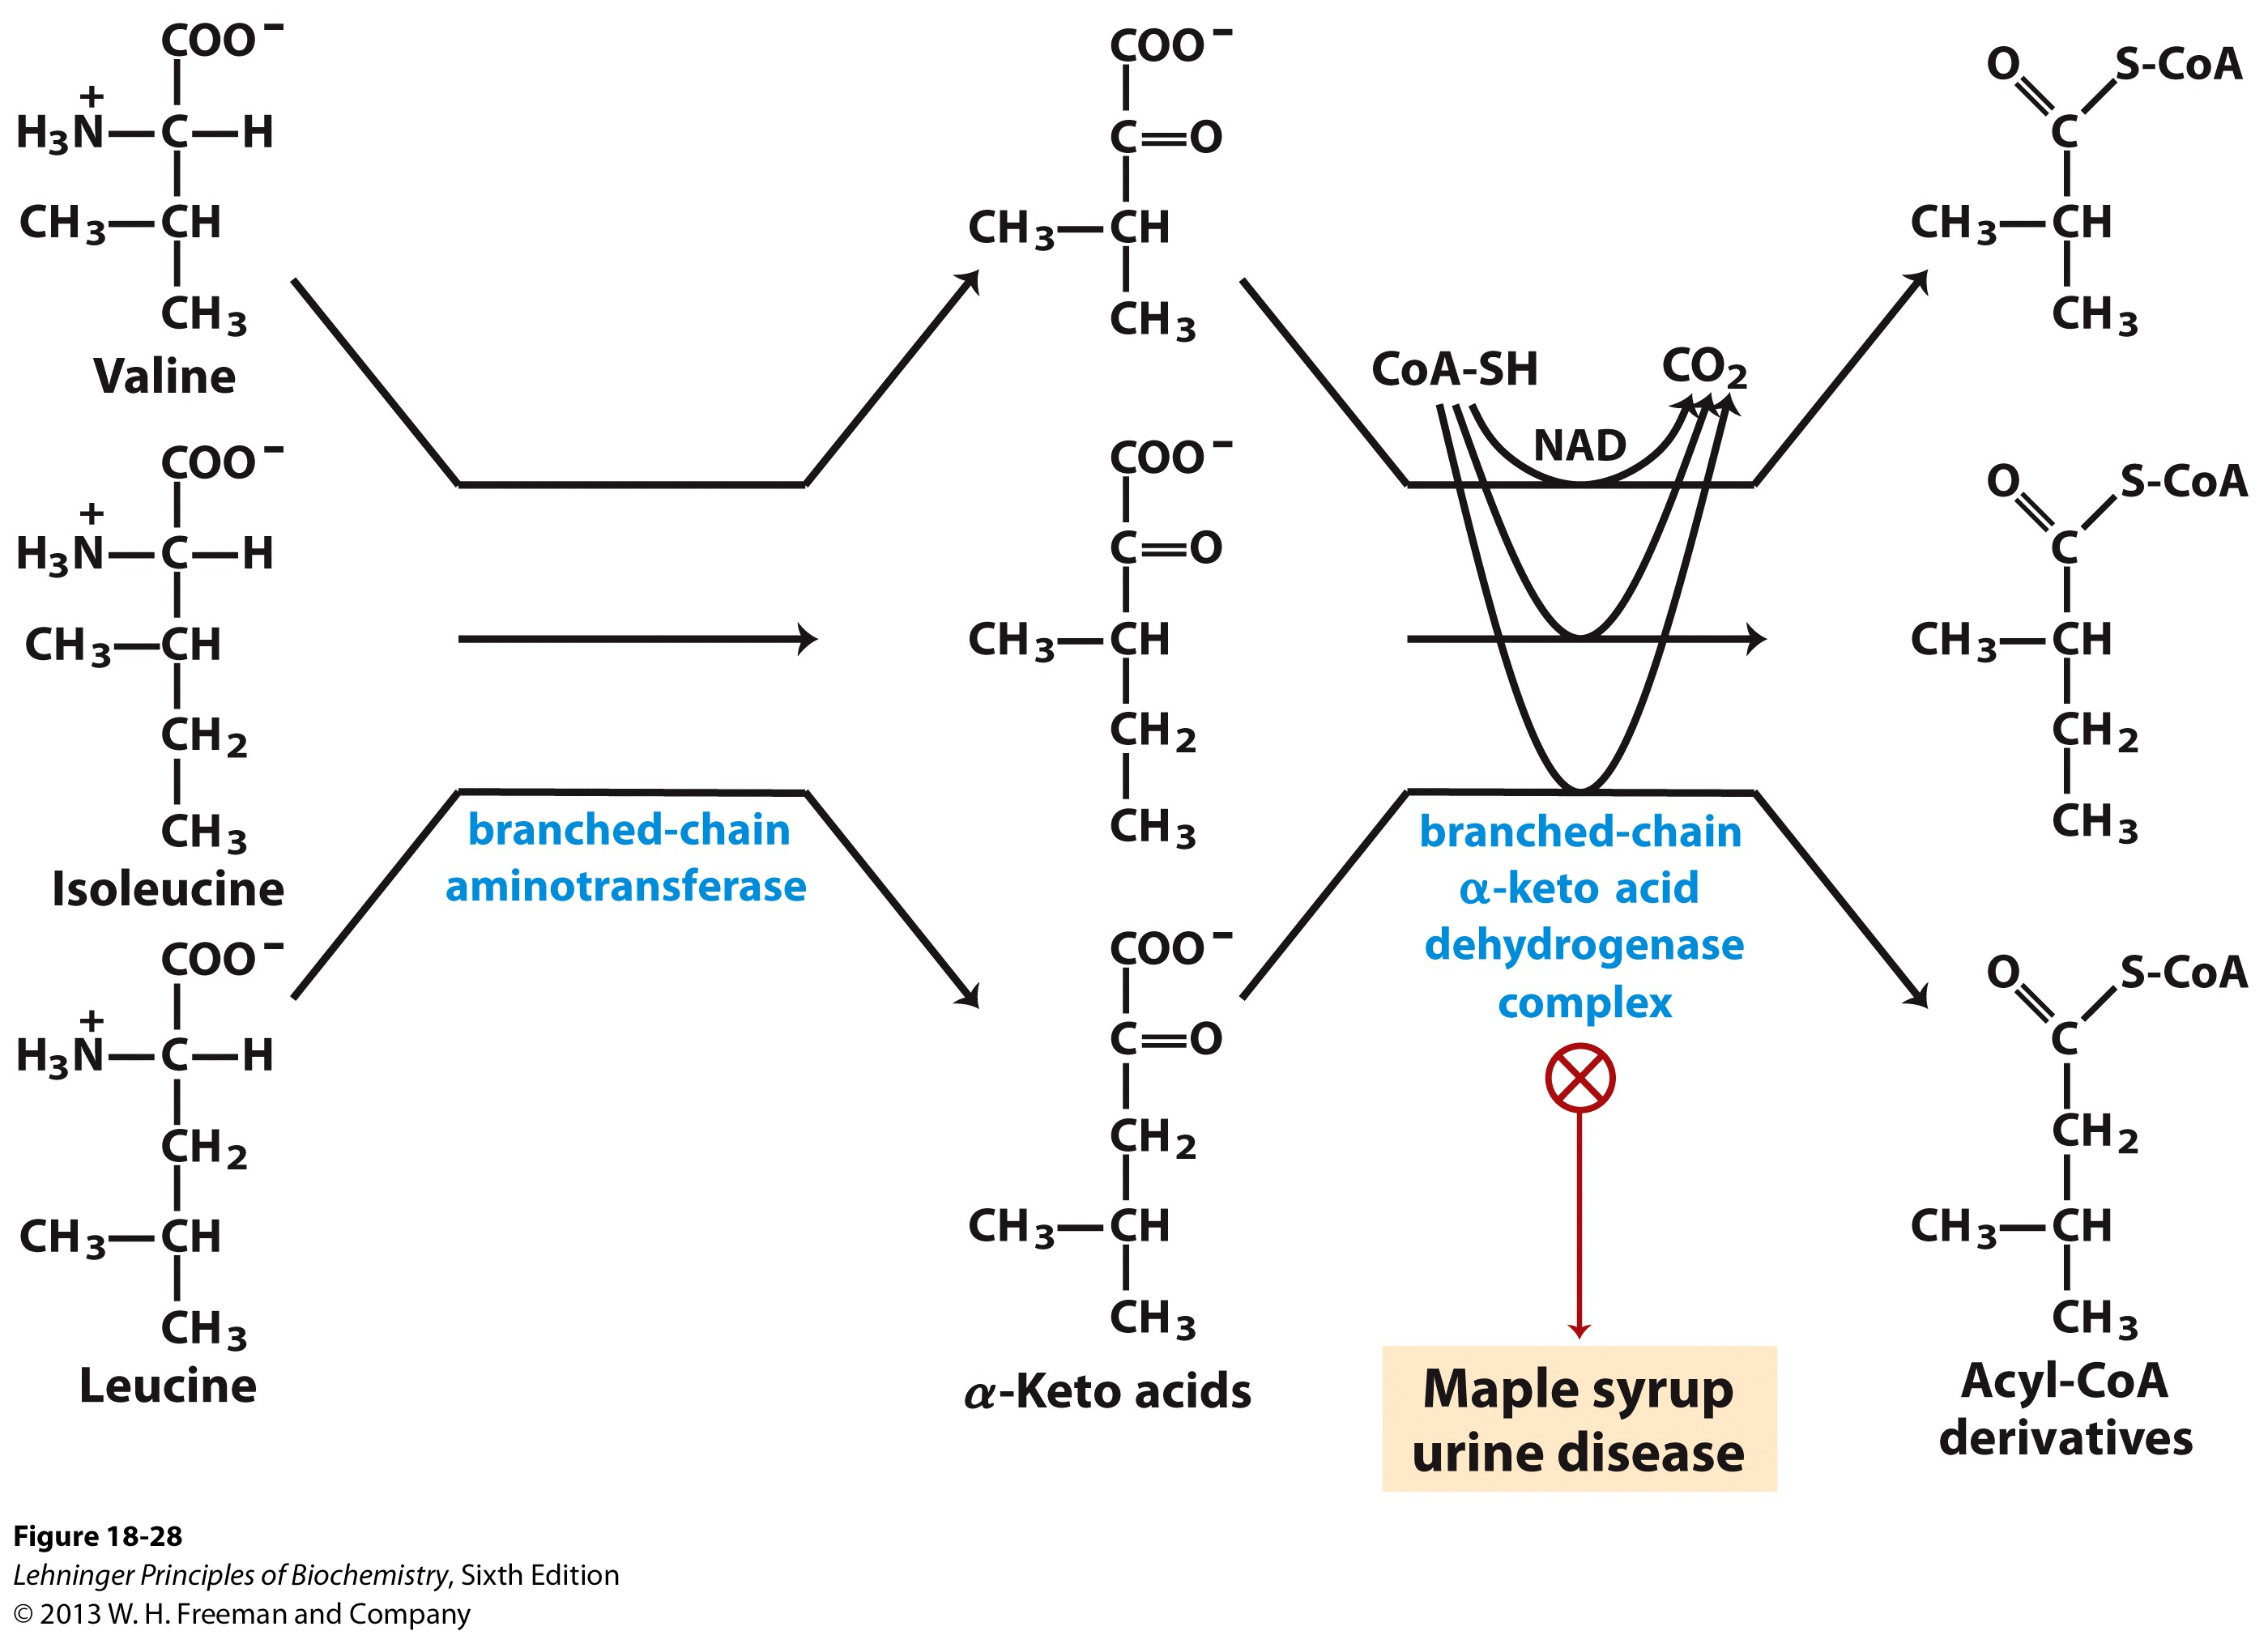 COO⁻
H₃N⁺—C—H
CH₃—CH
CH₃
Valine
COO⁻
H₃N⁺—C—H
CH₃—CH
CH₂
CH₃
Isoleucine
COO⁻
H₃N⁺—C—H
CH₂
CH₃—CH
CH₃
Leucine
branched-chain
aminotransferase
COO⁻
C=O
CH₃—CH
CH₃
COO⁻
C=O
CH₃—CH
CH₂
CH₃
COO⁻
C=O
CH₂
CH₃—CH
CH₃
α-Keto acids
CoA-SH
CO₂
NAD
branched-chain
α-keto acid
dehydrogenase
complex
Maple syrup
urine disease
O S-CoA
C
CH₃—CH
CH₃
O S-CoA
C
CH₃—CH
CH₂
CH₃
O S-CoA
C
CH₂
CH₃—CH
CH₃
Acyl-CoA
derivatives
Figure 18-28
Lehninger Principles of Biochemistry, Sixth Edition
© 2013 W. H. Freeman and Company